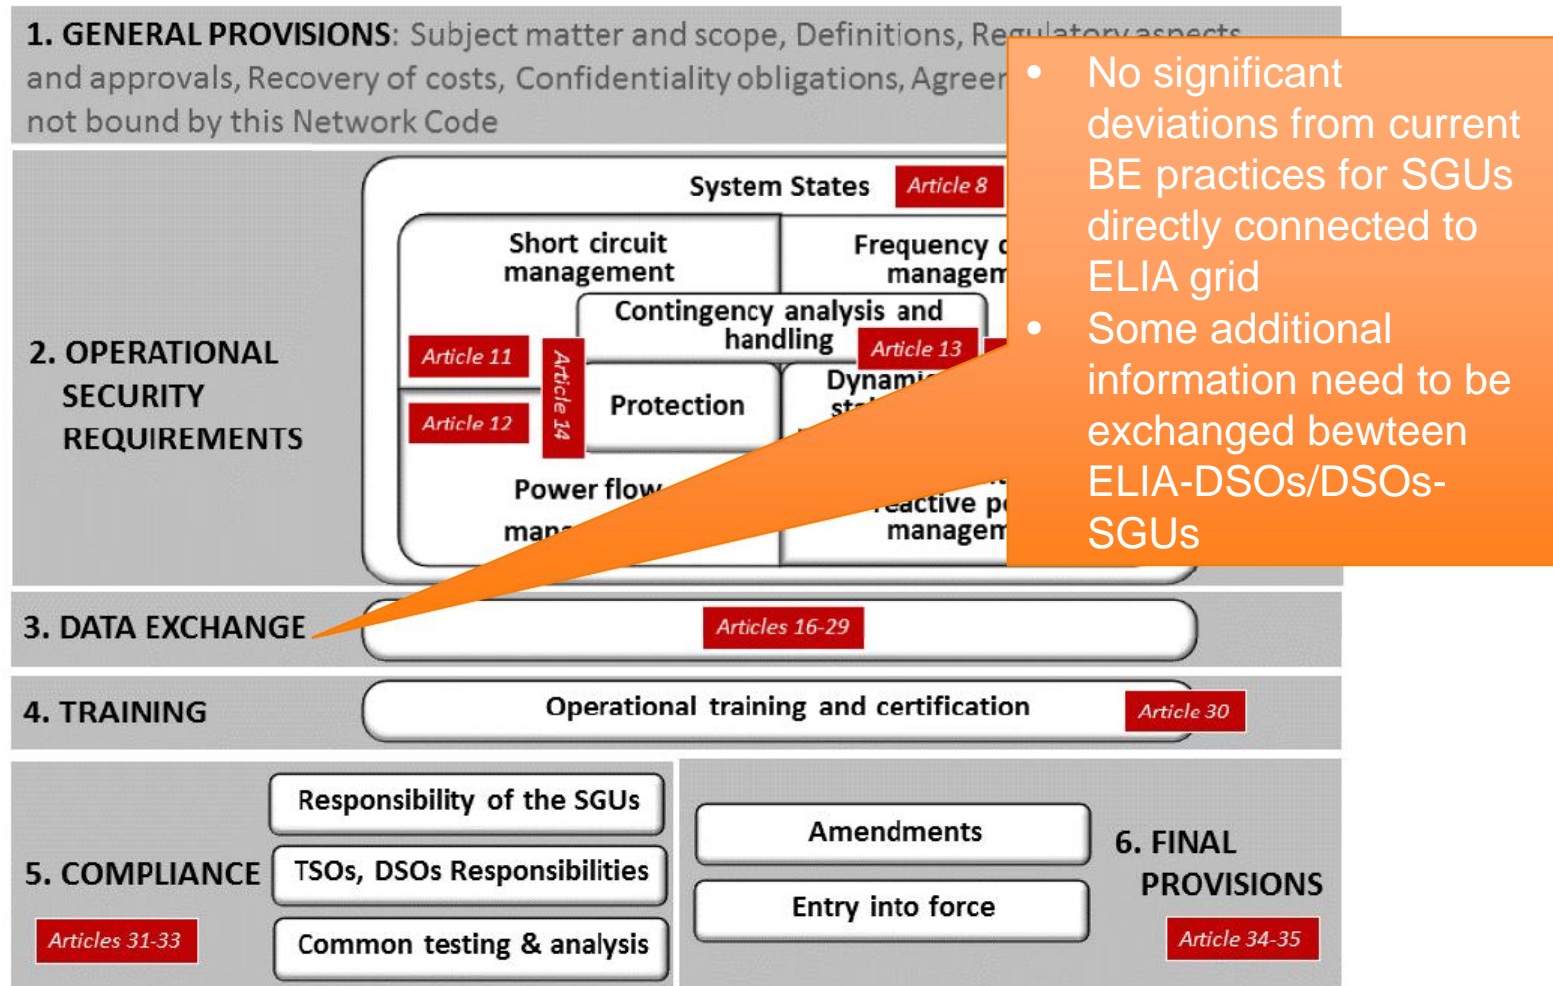 1. GENERAL PROVISIONS: Subject matter and scope, Definitions, Regulatory aspects
and approvals, Recovery of costs, Confidentiality obligations,
not bound by this Network Code
2. OPERATIONAL
SECURITY
REQUIREMENTS
System States
Article 8
Short circuit
management
Frequency
Contingency analysis and
handling
Article 13
Article 11
Article 12
Article 14
Protection
Power flow
reactive
3. DATA EXCHANGE
Articles 16-29
4. TRAINING
Operational training and certification
Article 30
5. COMPLIANCE
Articles 31-33
Responsibility of the SGUs
TSOs, DSOs Responsibilities
Common testing & analysis
Amendments
Entry into force
6. FINAL
PROVISIONS
Article 34-35
• No significant
deviations from current
BE practices for SGUs
directly connected to
ELIA grid
• Some additional
information need to be
exchanged bewteen
ELIA-DSOs/DSOs-
SGUs